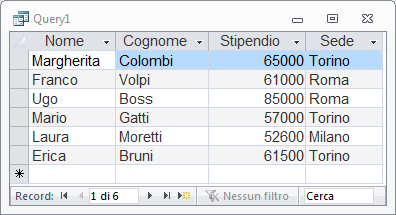 Query1
Nome Cognome Stipendio Sede
Margherita Colombi 65000 Torino
Franco Volpi 61000 Roma
Ugo Boss 85000 Roma
Mario Gatti 57000 Torino
Laura Moretti 52600 Milano
Erica Bruni 61500 Torino
Record: 1 di 6 Nessun filtro Cerca